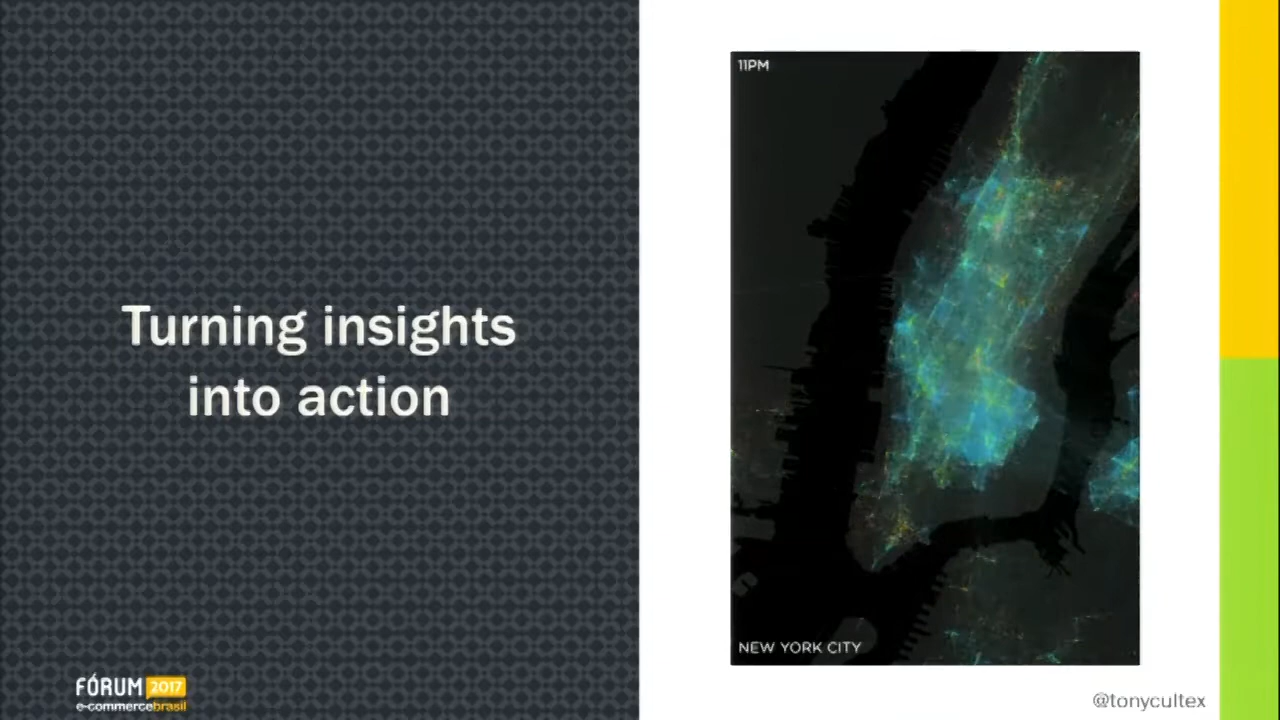 Turning insights
into action
11PM
NEW YORK CITY
FÓRUM 2017
e-commercebrasil
@tonycultex